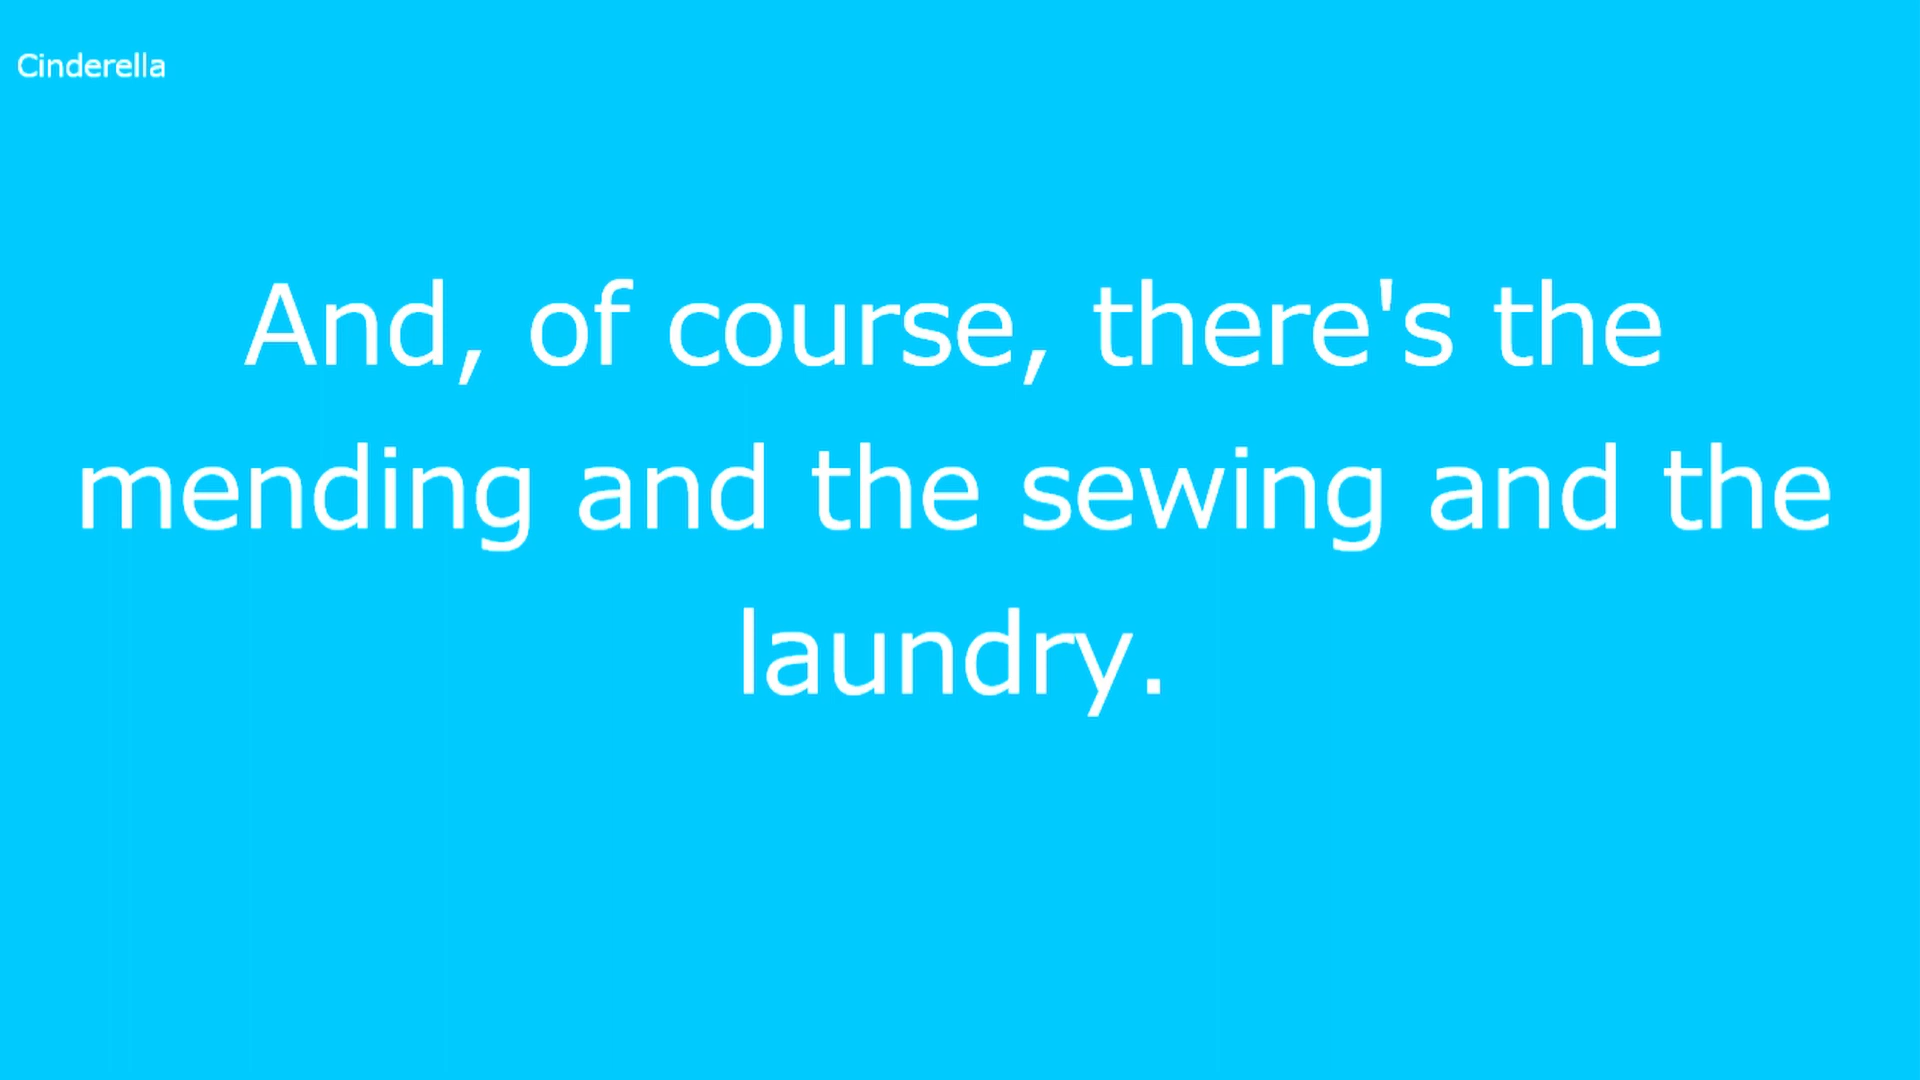 Cinderella
And, of course, there's the
mending and the sewing and the
laundry.